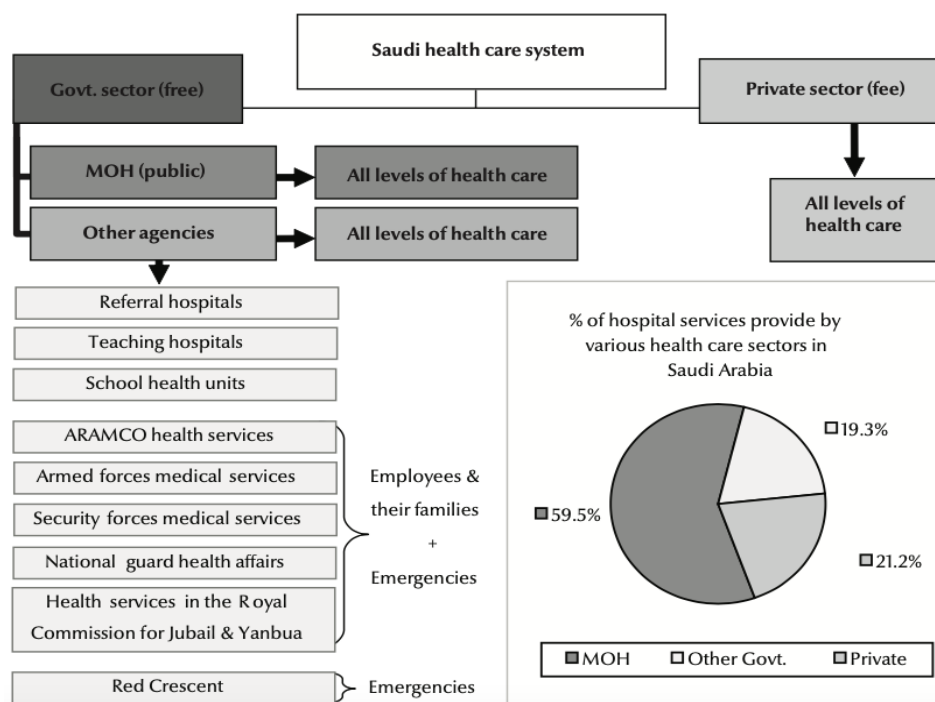 Saudi health care system
Govt. sector (free)
Private sector (fee)
MOH (public)
All levels of health care
All levels of
health care
Other agencies
All levels of health care
Referral hospitals
Teaching hospitals
School health units
ARAMCO health services
Armed forces medical services
Security forces medical services
National guard health affairs
Health services in the Royal
Commission for Jubail & Yanbua
Employees &
their families
+
Emergencies
Red Crescent
Emergencies
% of hospital services provide by
various health care sectors in
Saudi Arabia
19.3%
59.5%
21.2%
MOH
Other Govt.
Private